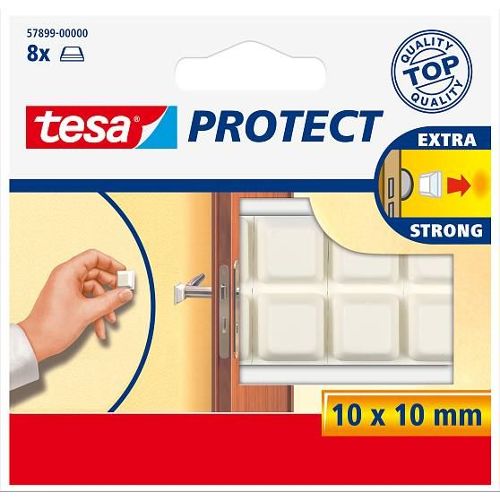 57899-00000
8x
QUALITY
TOP
QUALITY
tesa®
PROTECT
EXTRA
STRONG
10 x 10 mm